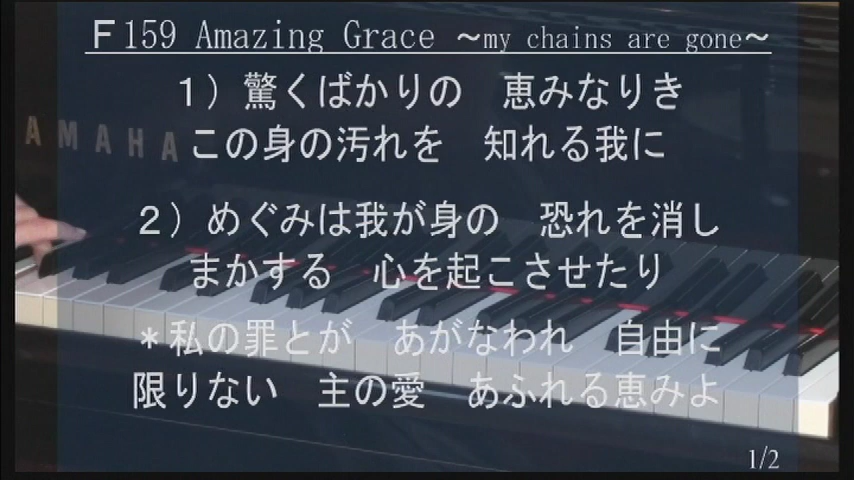 F159 Amazing Grace ～my chains are gone～
1）驚くばかりの　恵みなりき
AMAHA
この身の汚れを　知れる我に
2）めぐみは我が身の　恐れを消し
まかする　心を起こさせたり
＊私の罪とが　あがなわれ　自由に
限りない　主の愛　あふれる恵みよ
1/2